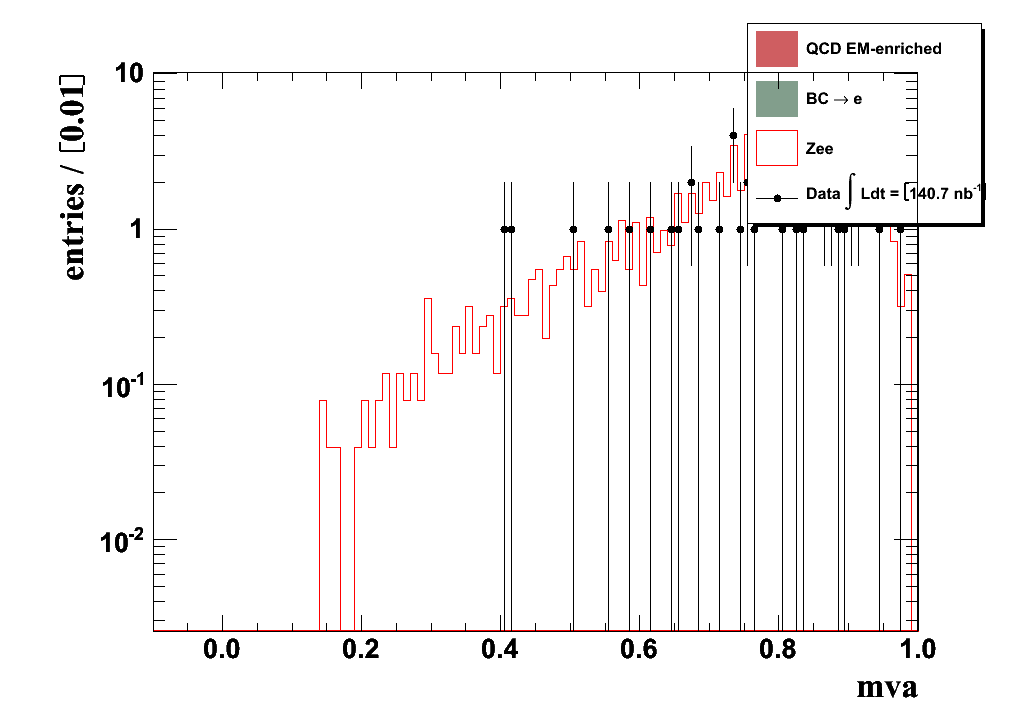 QCD EM-enriched
BC → e
Zee
Data ∫ Ldt = [140.7 nb⁻¹]
entries / [0.01]
10
1
10⁻¹
10⁻²
0.0 0.2 0.4 0.6 0.8 1.0
mva